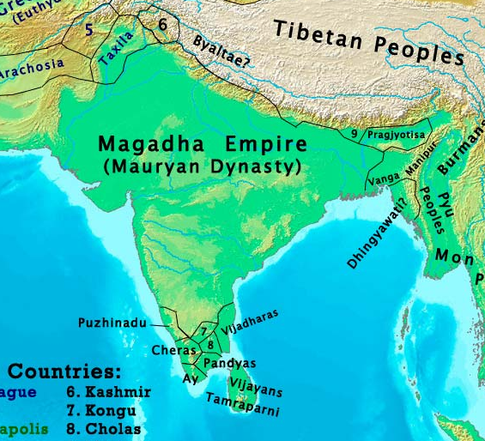 Gre
(Euthy
5
6
Taxila
Arachosia
Byaltae?
Tibetan Peoples
Magadha Empire
(Mauryan Dynasty)
9
Pragjyotisa
Vanga
Manipur
Burmans
Pyu
Peoples
Dhingyawati?
Mon
P
Puzhinadu
7
8
Vijadharas
Cheras
Pandyas
Ay
Vijayans
Tamraparni
Countries:
ague 6. Kashmir
7. Kongu
apolis 8. Cholas